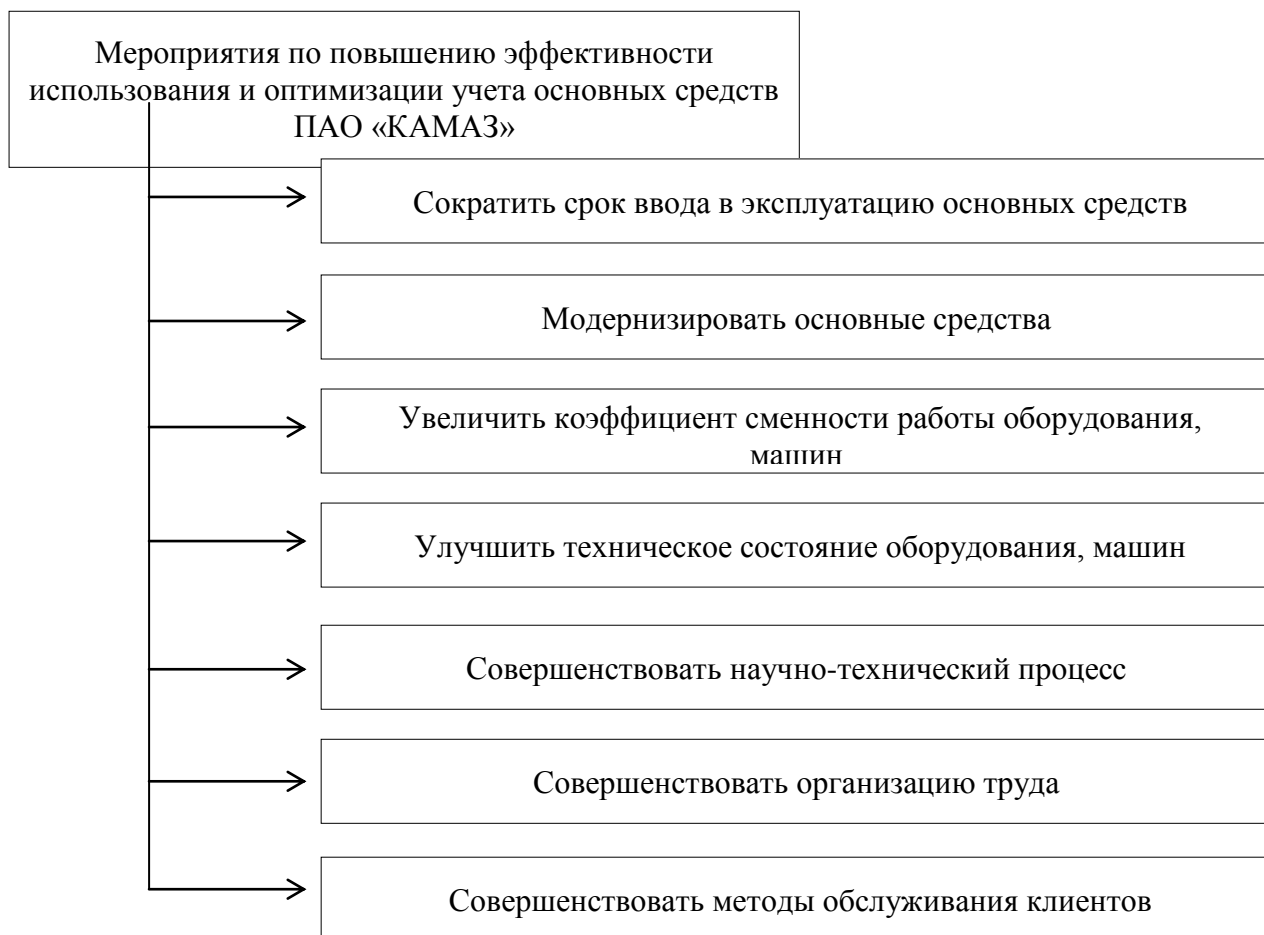 Мероприятия по повышению эффективности
использования и оптимизации учета основных средств
ПАО «КАМАЗ»
Сократить срок ввода в эксплуатацию основных средств
Модернизировать основные средства
Увеличить коэффициент сменности работы оборудования,
машин
Улучшить техническое состояние оборудования, машин
Совершенствовать научно-технический процесс
Совершенствовать организацию труда
Совершенствовать методы обслуживания клиентов